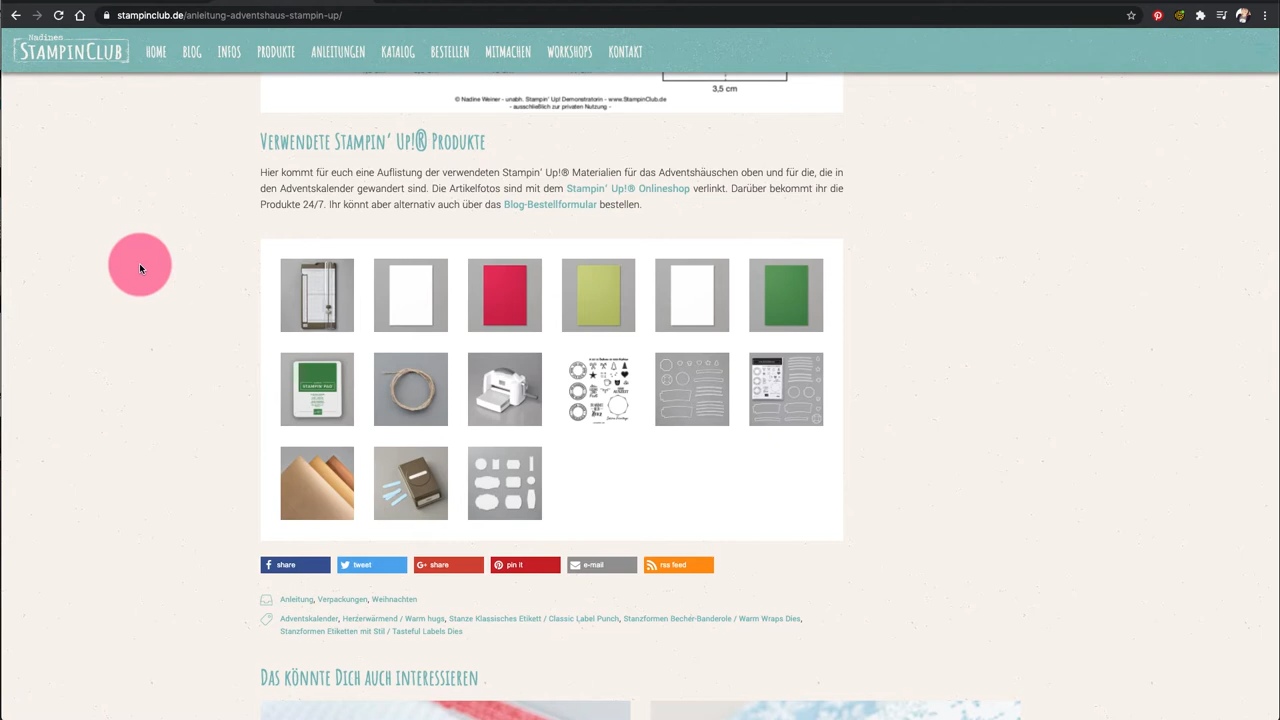 stampinclub.de/anleitung-adventshaus-adventshaeuschen-stampin-up/
Nadines
StampinClub
HOME BLOG INFOS PRODUKTE ANLEITUNGEN KATALOG BESTELLEN MITMACHEN WORKSHOPS KONTAKT
3,5 cm
© Nadine Weiner - unabh. Stampin' Up! Demonstratorin - www.StampinClub.de
- ausschließlich zur privaten Nutzung -
Verwendete Stampin' Up!® Produkte
Hier kommt für euch eine Auflistung der verwendeten Stampin' Up!® Materialien für das Adventshäuschen oben und für die, die in
den Adventskalender gewandert sind. Die Artikelfotos sind mit dem Stampin' Up!® Onlineshop verlinkt. Darüber bekommt ihr die
Produkte 24/7. Ihr könnt aber alternativ auch über das Blog-Bestellformular bestellen.
STAMPIN' PAD
share tweet share pin it e-mail rss feed
Anleitung, Verpackungen, Weihnachten
Adventskalender, Herzerwärmend / Warm hugs, Stanze Klassisches Etikett / Classic Label Punch, Stanzformen Becher-Banderole / Warm Wraps Dies,
Stanzformen Etiketten mit Stil / Tasteful Labels Dies
Das könnte Dich auch interessieren